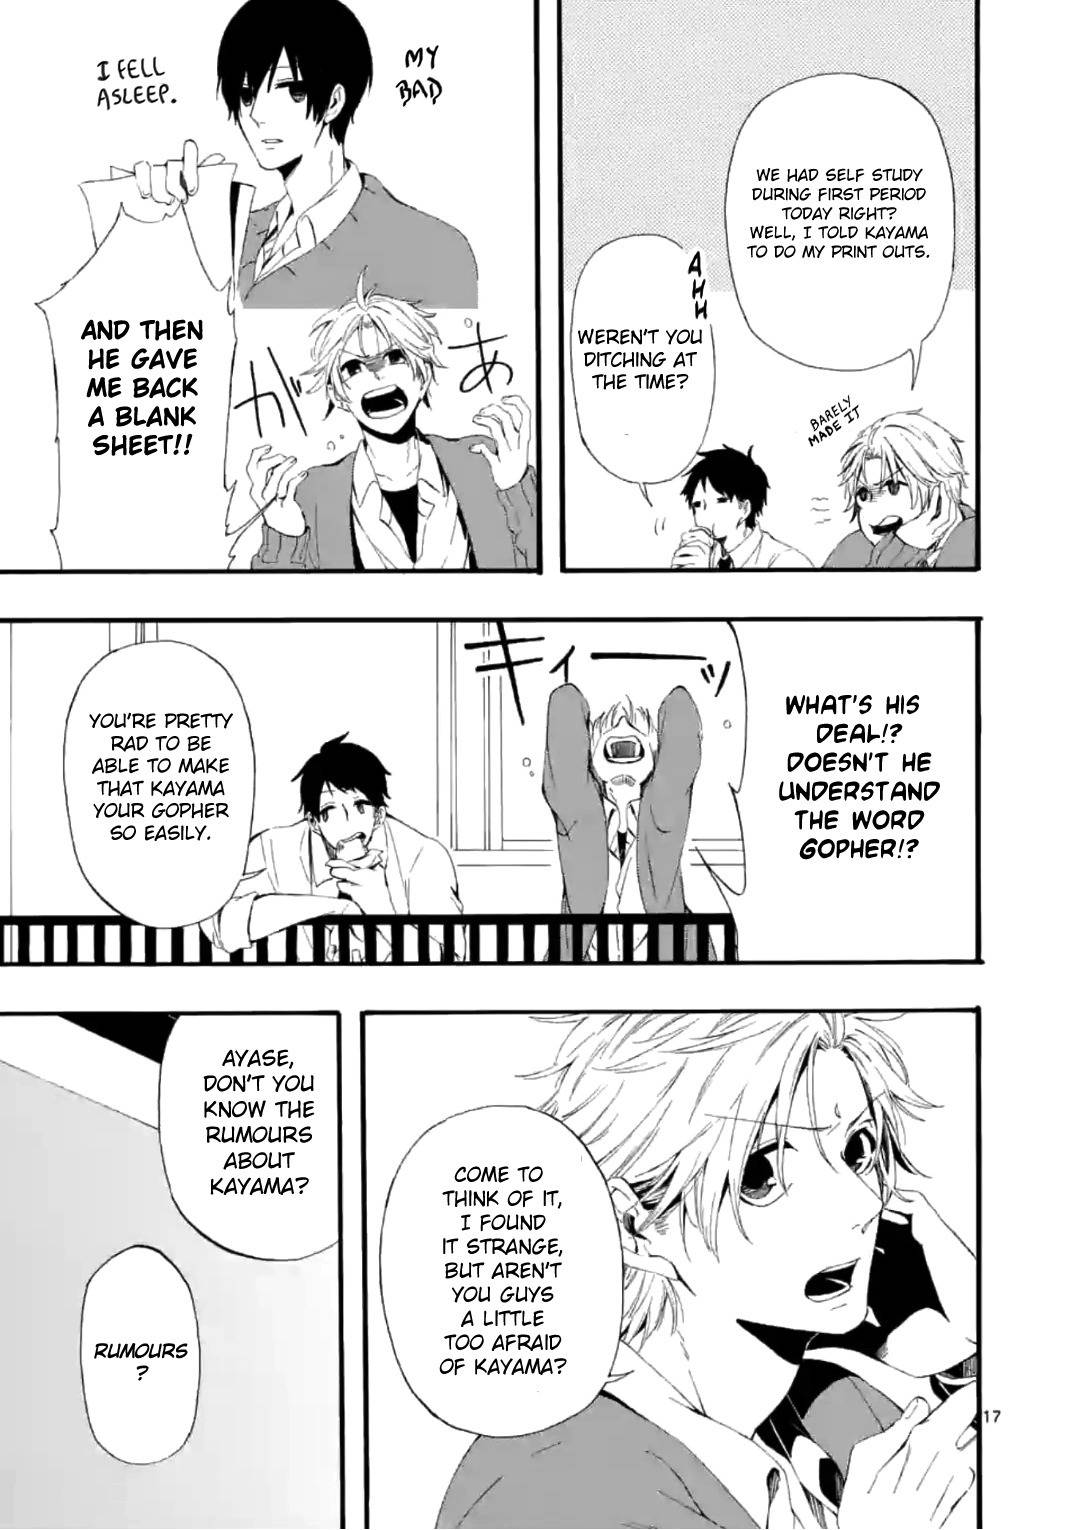 WE HAD SELF STUDY
DURING FIRST PERIOD
TODAY RIGHT?
WELL, I TOLD KAYAMA
TO DO MY PRINT OUTS.
AHH
WEREN'T YOU
DITCHING AT
THE TIME?
BARELY
MADE IT
MY
BAD
I FELL
ASLEEP.
AND THEN
HE GAVE
ME BACK
A BLANK
SHEET!!
あ゛
が゛
WHAT'S HIS
DEAL!?
DOESN'T HE
UNDERSTAND
THE WORD
GOPHER!?
キィーッ
YOU'RE PRETTY
RAD TO BE
ABLE TO MAKE
THAT KAYAMA
YOUR GOPHER
SO EASILY.
COME TO
THINK OF IT,
I FOUND
IT STRANGE,
BUT AREN'T
YOU GUYS
A LITTLE
TOO AFRAID
OF KAYAMA?
AYASE,
DON'T YOU
KNOW THE
RUMOURS
ABOUT
KAYAMA?
RUMOURS
?
17